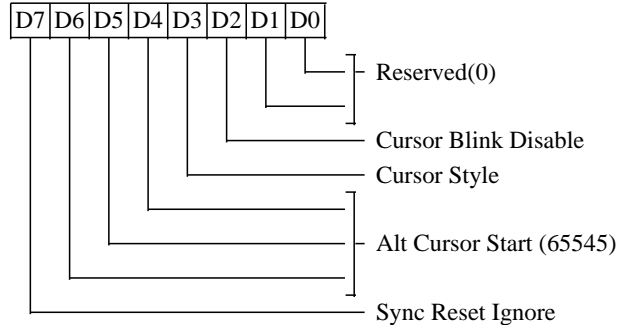 D7 D6 D5 D4 D3 D2 D1 D0
Reserved(0)
Cursor Blink Disable
Cursor Style
Alt Cursor Start (65545)
Sync Reset Ignore